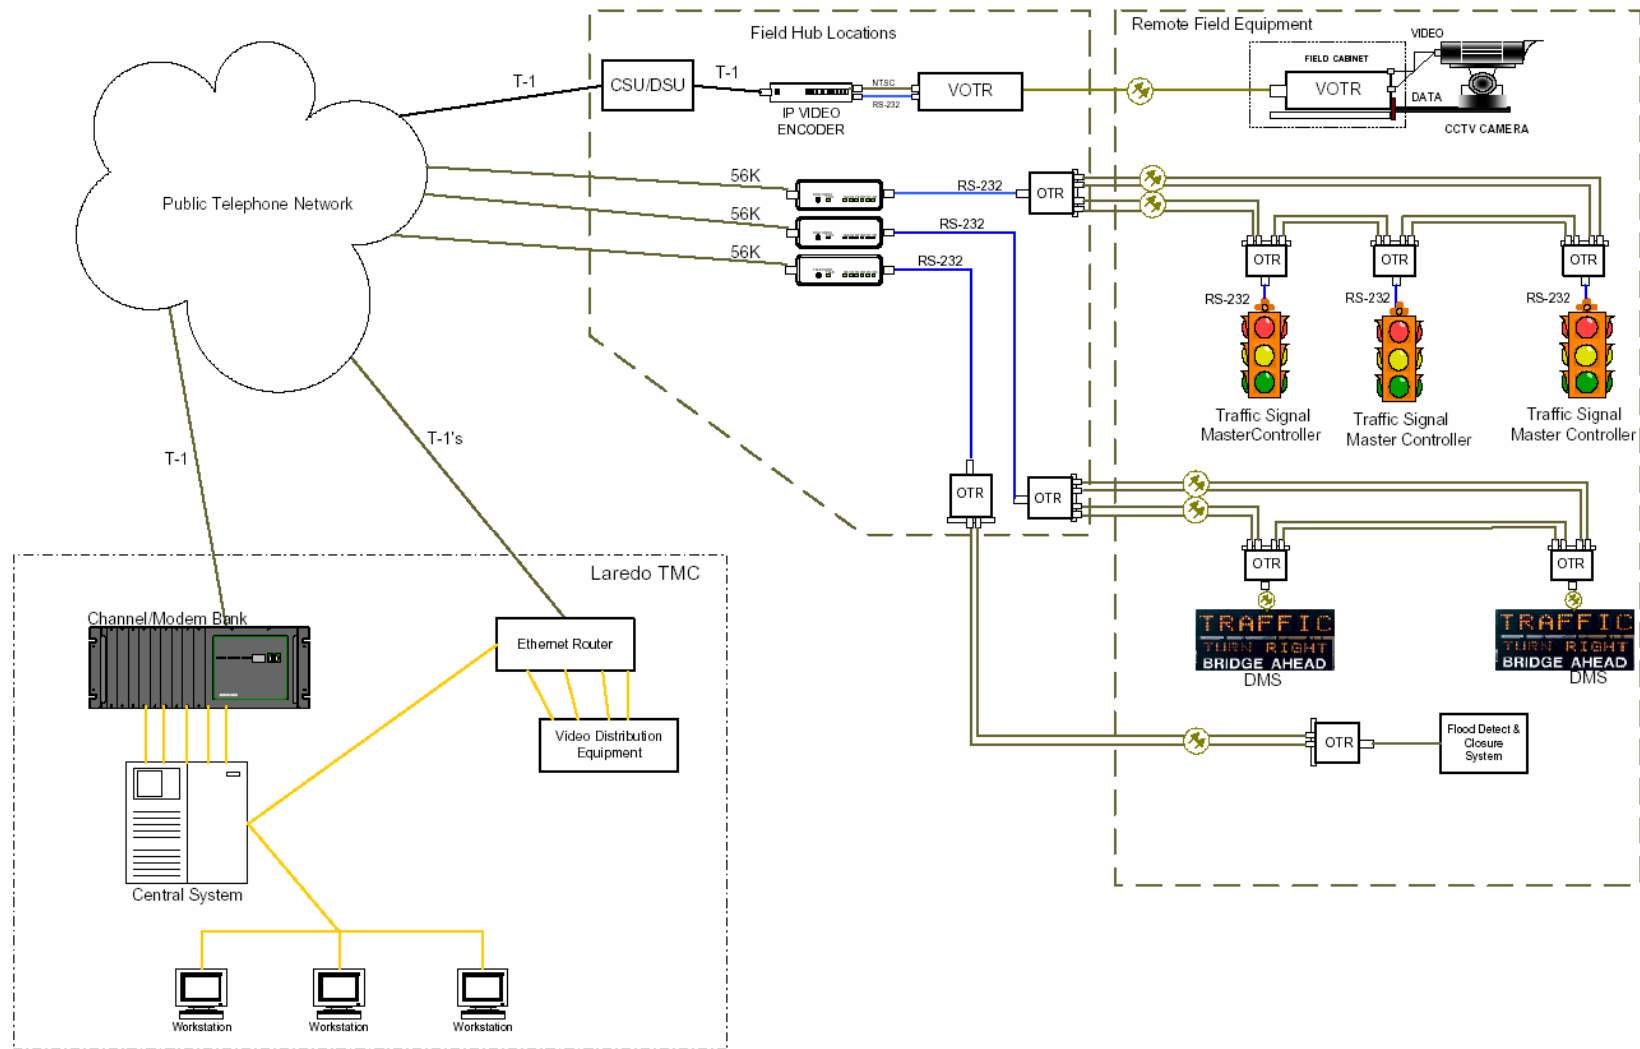 Field Hub Locations
Remote Field Equipment
VIDEO
FIELD CABINET
T-1
CSU/DSU
T-1
NTSC
RS-232
IP VIDEO
ENCODER
VOTR
VOTR
DATA
CCTV CAMERA
Public Telephone Network
56K
56K
56K
RS-232
RS-232
RS-232
OTR
OTR
OTR
OTR
RS-232
RS-232
RS-232
Traffic Signal
MasterController
Traffic Signal
Master Controller
Traffic Signal
Master Controller
T-1
T-1's
OTR
OTR
OTR
OTR
TRAFFIC
TURN RIGHT
BRIDGE AHEAD
DMS
TRAFFIC
TURN RIGHT
BRIDGE AHEAD
DMS
OTR
Flood Detect &
Closure
System
Laredo TMC
Channel/Modem Bank
Ethernet Router
Video Distribution
Equipment
Central System
Workstation
Workstation
Workstation